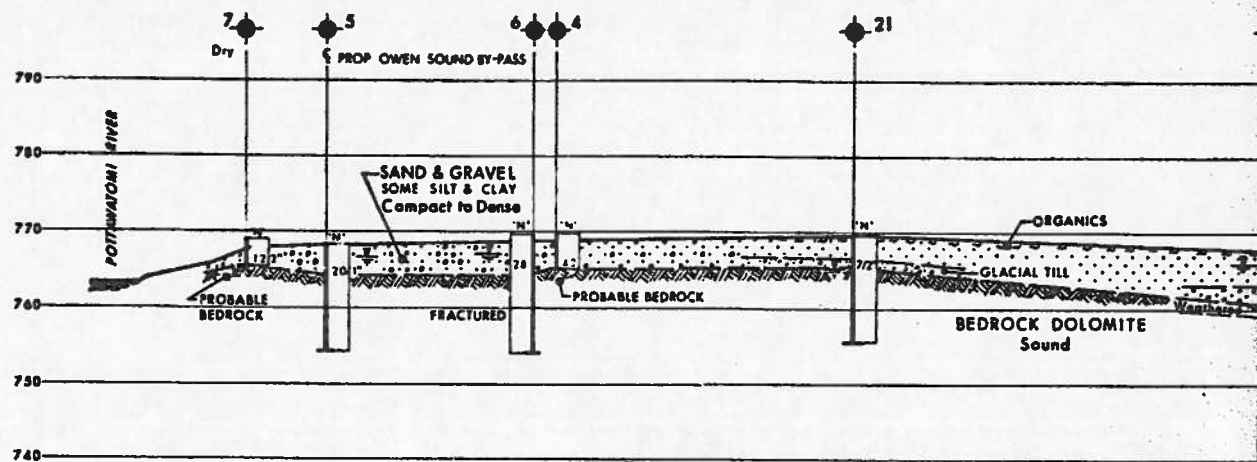 7
5
6
4
21
Dry
℄ PROP OWEN SOUND BY-PASS
790
POTTAWATOMI RIVER
780
SAND & GRAVEL
SOME SILT & CLAY
Compact to Dense
770
'N'
'N'
'N'
'N'
'N'
ORGANICS
20
28
GLACIAL TILL
PROBABLE
BEDROCK
PROBABLE BEDROCK
760
FRACTURED
Weathered
BEDROCK DOLOMITE
Sound
750
740